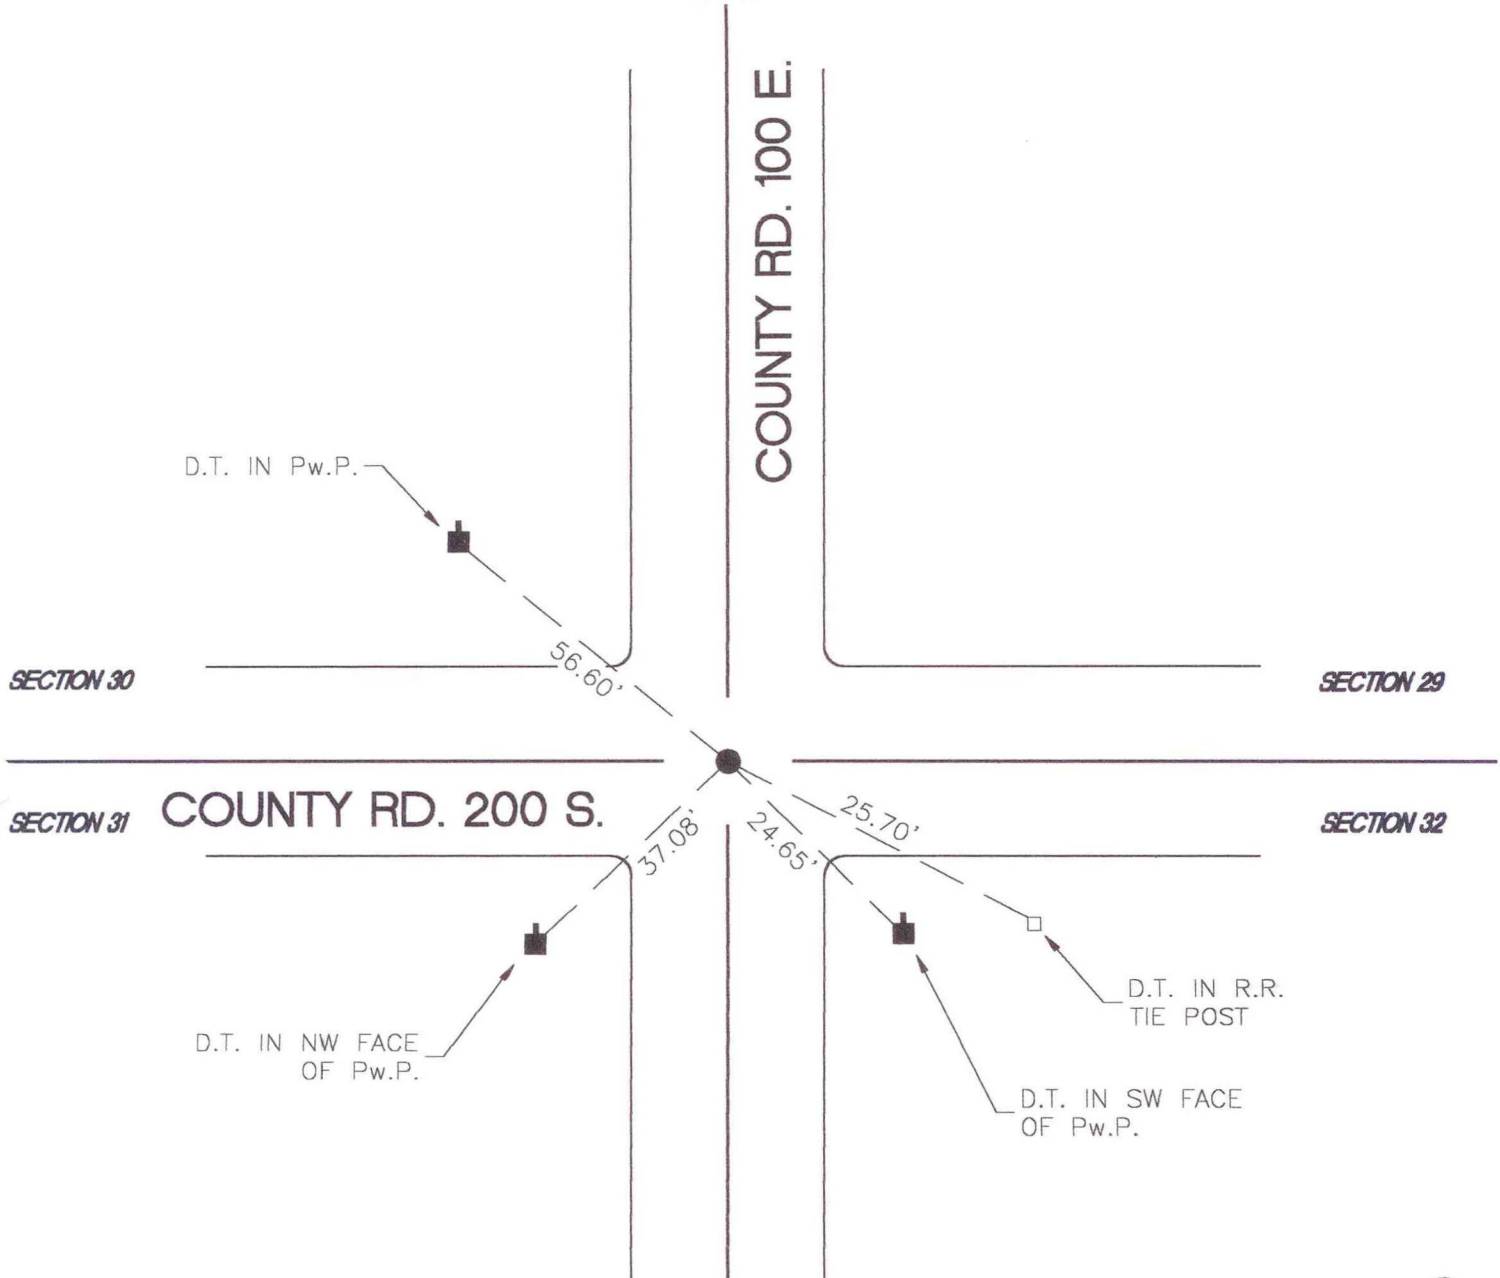 COUNTY RD. 100 E.
D.T. IN Pw.P.
56.60'
SECTION 30
SECTION 29
SECTION 31
COUNTY RD. 200 S.
37.08'
24.65'
25.70'
SECTION 32
D.T. IN R.R.
TIE POST
D.T. IN NW FACE
OF Pw.P.
D.T. IN SW FACE
OF Pw.P.